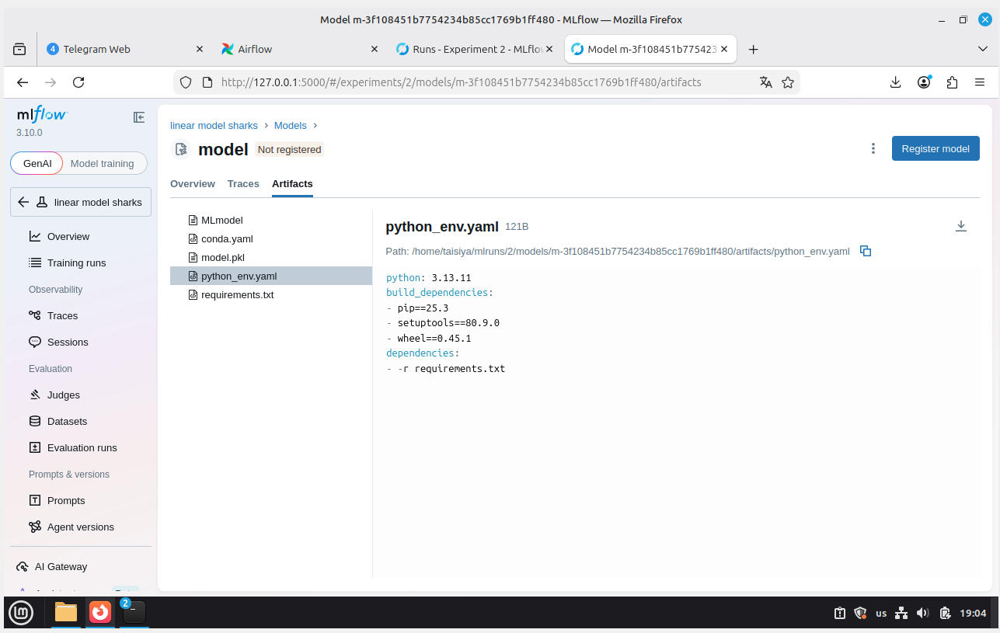 Model m-3f108451b7754234b85cc1769b1ff480 - MLflow — Mozilla Firefox
4 Telegram Web
Airflow
Runs - Experiment 2 - MLflo
Model m-3f108451b775423
http://127.0.0.1:5000/#/experiments/2/models/m-3f108451b7754234b85cc1769b1ff480/artifacts
mlflow
3.10.0
GenAI Model training
linear model sharks
Overview
Training runs
Observability
Traces
Sessions
Evaluation
Judges
Datasets
Evaluation runs
Prompts & versions
Prompts
Agent versions
AI Gateway
linear model sharks > Models >
model Not registered
Register model
Overview Traces Artifacts
MLmodel
conda.yaml
model.pkl
python_env.yaml
requirements.txt
python_env.yaml 121B
Path: /home/taisiya/mlruns/2/models/m-3f108451b7754234b85cc1769b1ff480/artifacts/python_env.yaml
python: 3.13.11
build_dependencies:
- pip==25.3
- setuptools==80.9.0
- wheel==0.45.1
dependencies:
- -r requirements.txt
2
us
19:04